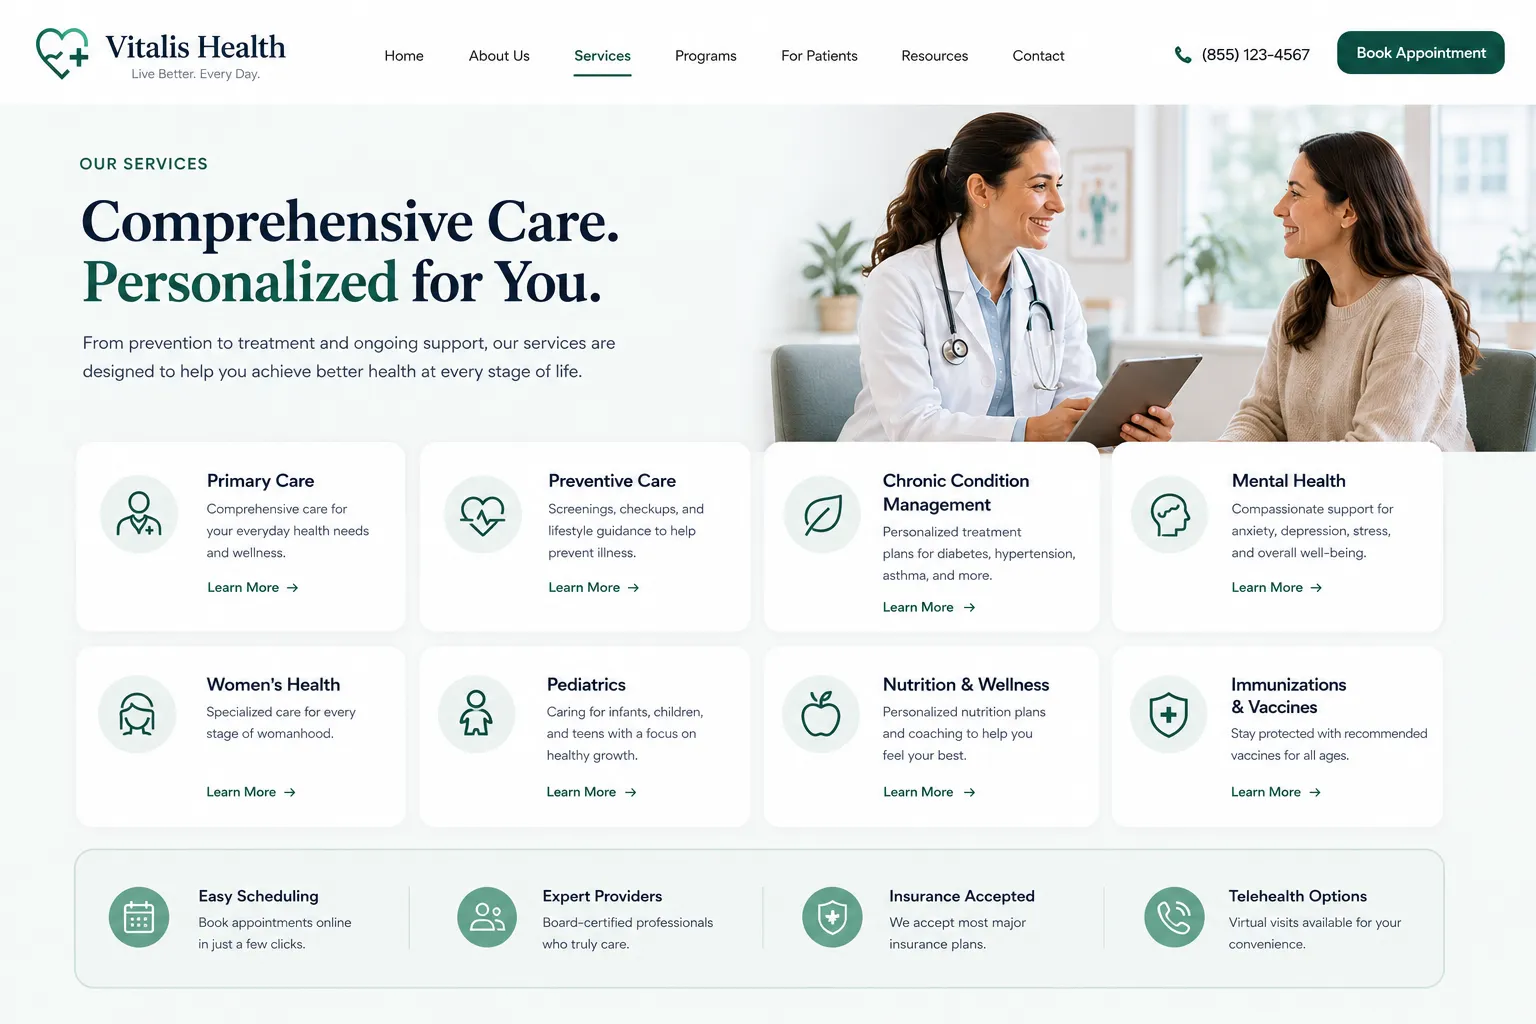 Vitalis Health
Live Better. Every Day.
Home
About Us
Services
Programs
For Patients
Resources
Contact
(855) 123-4567
Book Appointment
OUR SERVICES
Comprehensive Care.
Personalized for You.
From prevention to treatment and ongoing support, our services are
designed to help you achieve better health at every stage of life.
Primary Care
Comprehensive care for
your everyday health needs
and wellness.
Learn More →
Preventive Care
Screenings, checkups, and
lifestyle guidance to help
prevent illness.
Learn More →
Chronic Condition
Management
Personalized treatment
plans for diabetes, hypertension,
asthma, and more.
Learn More →
Mental Health
Compassionate support for
anxiety, depression, stress,
and overall well-being.
Learn More →
Women's Health
Specialized care for every
stage of womanhood.
Learn More →
Pediatrics
Caring for infants, children,
and teens with a focus on
healthy growth.
Learn More →
Nutrition & Wellness
Personalized nutrition plans
and coaching to help you
feel your best.
Learn More →
Immunizations
& Vaccines
Stay protected with recommended
vaccines for all ages.
Learn More →
Easy Scheduling
Book appointments online
in just a few clicks.
Expert Providers
Board-certified professionals
who truly care.
Insurance Accepted
We accept most major
insurance plans.
Telehealth Options
Virtual visits available for your
convenience.